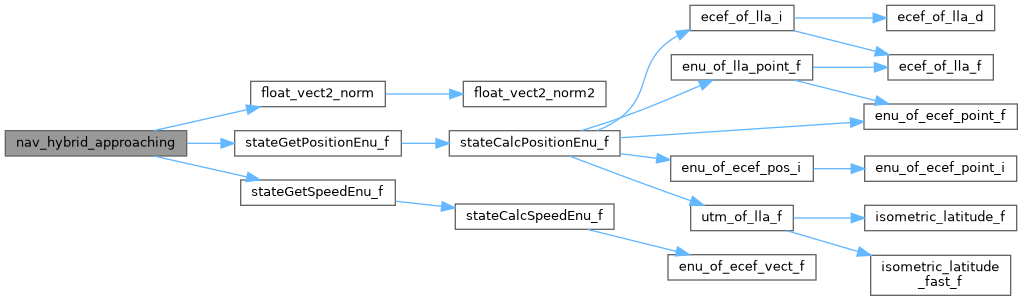 nav_hybrid_approaching
float_vect2_norm
float_vect2_norm2
stateGetPositionEnu_f
stateCalcPositionEnu_f
stateGetSpeedEnu_f
stateCalcSpeedEnu_f
enu_of_ecef_vect_f
ecef_of_lla_i
ecef_of_lla_d
ecef_of_lla_f
enu_of_lla_point_f
enu_of_ecef_point_f
enu_of_ecef_pos_i
enu_of_ecef_point_i
utm_of_lla_f
isometric_latitude_f
isometric_latitude
_fast_f